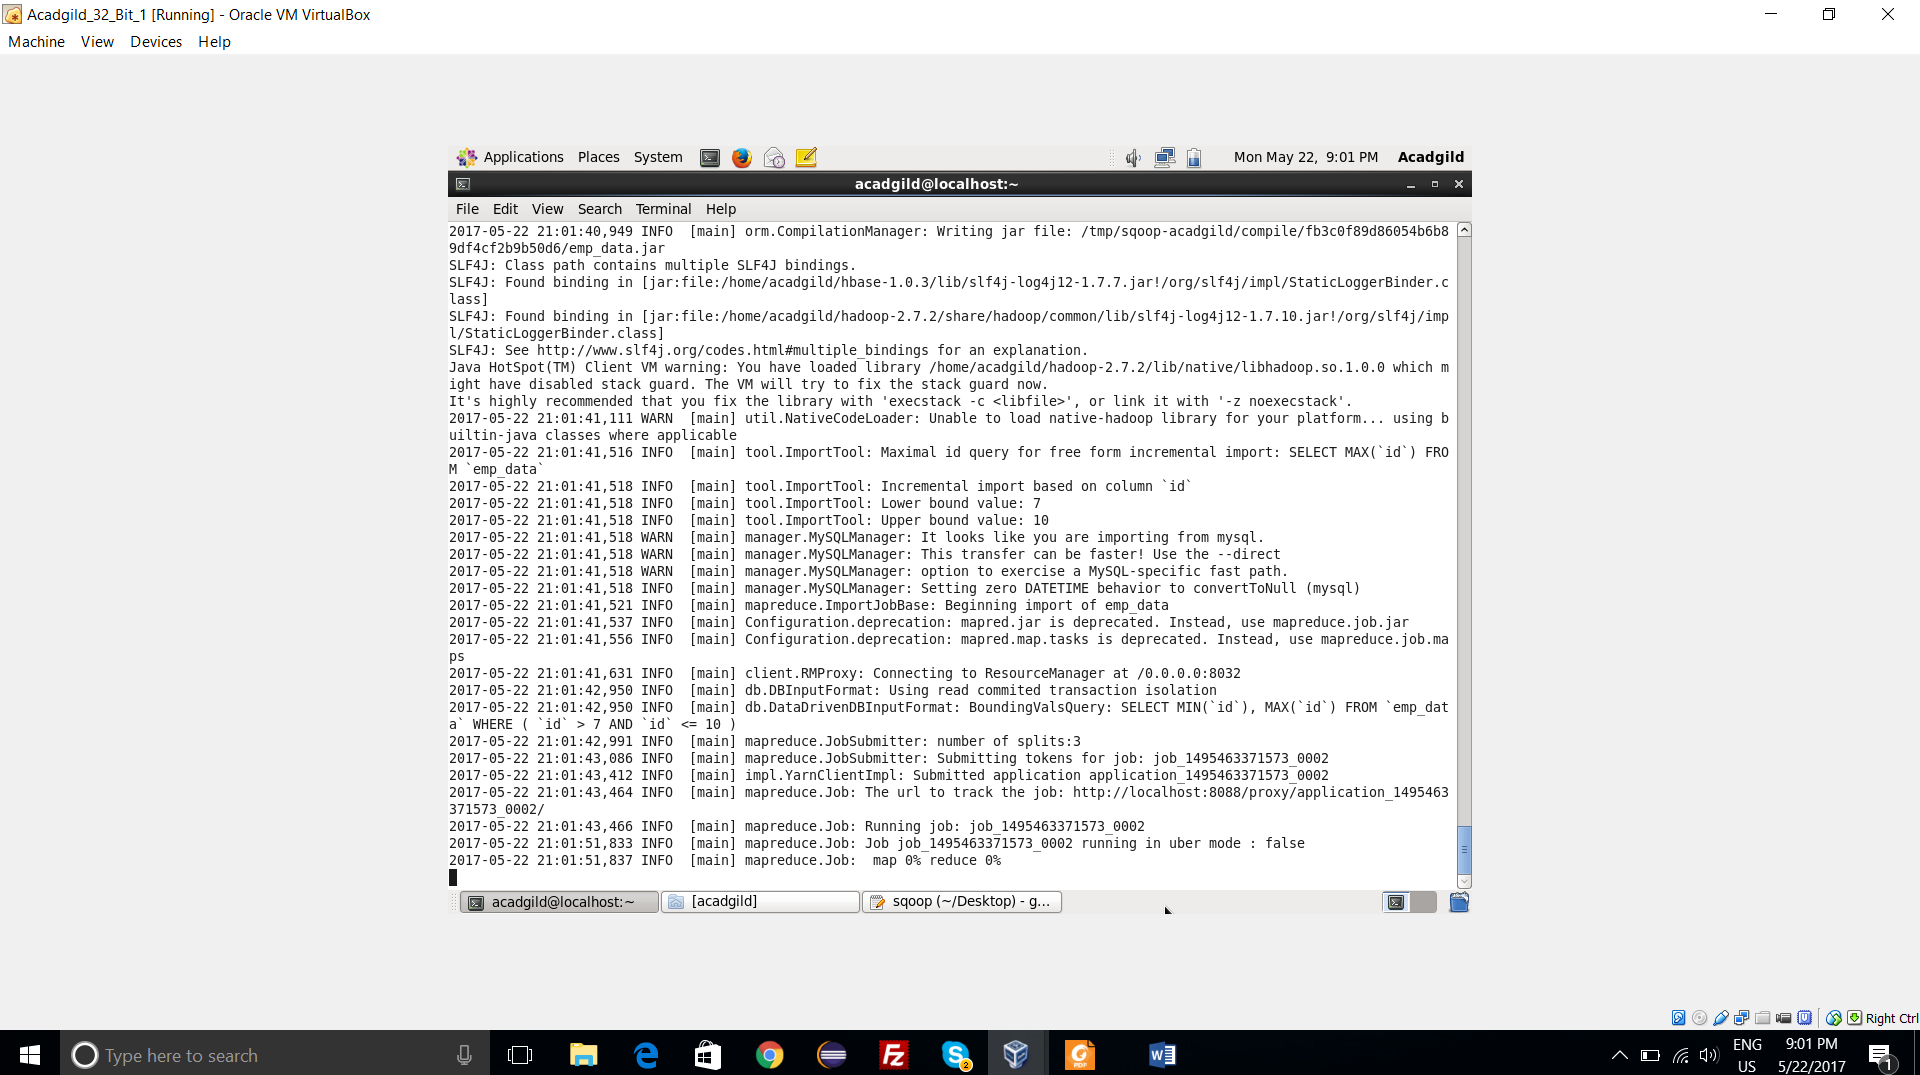 Acadgild_32_Bit_1 [Running] - Oracle VM VirtualBox
Machine View Devices Help
Applications Places System Mon May 22, 9:01 PM Acadgild
acadgild@localhost:~
File Edit View Search Terminal Help
2017-05-22 21:01:40,949 INFO  [main] orm.CompilationManager: Writing jar file: /tmp/sqoop-acadgild/compile/fb3c0f89d86054b6b8
9df4cf2b9b50d6/emp_data.jar
SLF4J: Class path contains multiple SLF4J bindings.
SLF4J: Found binding in [jar:file:/home/acadgild/hbase-1.0.3/lib/slf4j-log4j12-1.7.7.jar!/org/slf4j/impl/StaticLoggerBinder.c
lass]
SLF4J: Found binding in [jar:file:/home/acadgild/hadoop-2.7.2/share/hadoop/common/lib/slf4j-log4j12-1.7.10.jar!/org/slf4j/imp
l/StaticLoggerBinder.class]
SLF4J: See http://www.slf4j.org/codes.html#multiple_bindings for an explanation.
Java HotSpot(TM) Client VM warning: You have loaded library /home/acadgild/hadoop-2.7.2/lib/native/libhadoop.so.1.0.0 which m
ight have disabled stack guard. The VM will try to fix the stack guard now.
It's highly recommended that you fix the library with 'execstack -c <libfile>', or link it with '-z noexecstack'.
2017-05-22 21:01:41,111 WARN  [main] util.NativeCodeLoader: Unable to load native-hadoop library for your platform... using b
uiltin-java classes where applicable
2017-05-22 21:01:41,516 INFO  [main] tool.ImportTool: Maximal id query for free form incremental import: SELECT MAX(`id`) FRO
M `emp_data`
2017-05-22 21:01:41,518 INFO  [main] tool.ImportTool: Incremental import based on column `id`
2017-05-22 21:01:41,518 INFO  [main] tool.ImportTool: Lower bound value: 7
2017-05-22 21:01:41,518 INFO  [main] tool.ImportTool: Upper bound value: 10
2017-05-22 21:01:41,518 WARN  [main] manager.MySQLManager: It looks like you are importing from mysql.
2017-05-22 21:01:41,518 WARN  [main] manager.MySQLManager: This transfer can be faster! Use the --direct
2017-05-22 21:01:41,518 WARN  [main] manager.MySQLManager: option to exercise a MySQL-specific fast path.
2017-05-22 21:01:41,518 INFO  [main] manager.MySQLManager: Setting zero DATETIME behavior to convertToNull (mysql)
2017-05-22 21:01:41,521 INFO  [main] mapreduce.ImportJobBase: Beginning import of emp_data
2017-05-22 21:01:41,537 INFO  [main] Configuration.deprecation: mapred.jar is deprecated. Instead, use mapreduce.job.jar
2017-05-22 21:01:41,556 INFO  [main] Configuration.deprecation: mapred.map.tasks is deprecated. Instead, use mapreduce.job.ma
ps
2017-05-22 21:01:41,631 INFO  [main] client.RMProxy: Connecting to ResourceManager at /0.0.0.0:8032
2017-05-22 21:01:42,950 INFO  [main] db.DBInputFormat: Using read commited transaction isolation
2017-05-22 21:01:42,950 INFO  [main] db.DataDrivenDBInputFormat: BoundingValsQuery: SELECT MIN(`id`), MAX(`id`) FROM `emp_dat
a` WHERE ( `id` > 7 AND `id` <= 10 )
2017-05-22 21:01:42,991 INFO  [main] mapreduce.JobSubmitter: number of splits:3
2017-05-22 21:01:43,086 INFO  [main] mapreduce.JobSubmitter: Submitting tokens for job: job_1495463371573_0002
2017-05-22 21:01:43,412 INFO  [main] impl.YarnClientImpl: Submitted application application_1495463371573_0002
2017-05-22 21:01:43,464 INFO  [main] mapreduce.Job: The url to track the job: http://localhost:8088/proxy/application_1495463
371573_0002/
2017-05-22 21:01:43,466 INFO  [main] mapreduce.Job: Running job: job_1495463371573_0002
2017-05-22 21:01:51,833 INFO  [main] mapreduce.Job: Job job_1495463371573_0002 running in uber mode : false
2017-05-22 21:01:51,837 INFO  [main] mapreduce.Job:  map 0% reduce 0%
acadgild@localhost:~ [acadgild] sqoop (~/Desktop) - g...
Right Ctrl
Type here to search
ENG
US
9:01 PM
5/22/2017